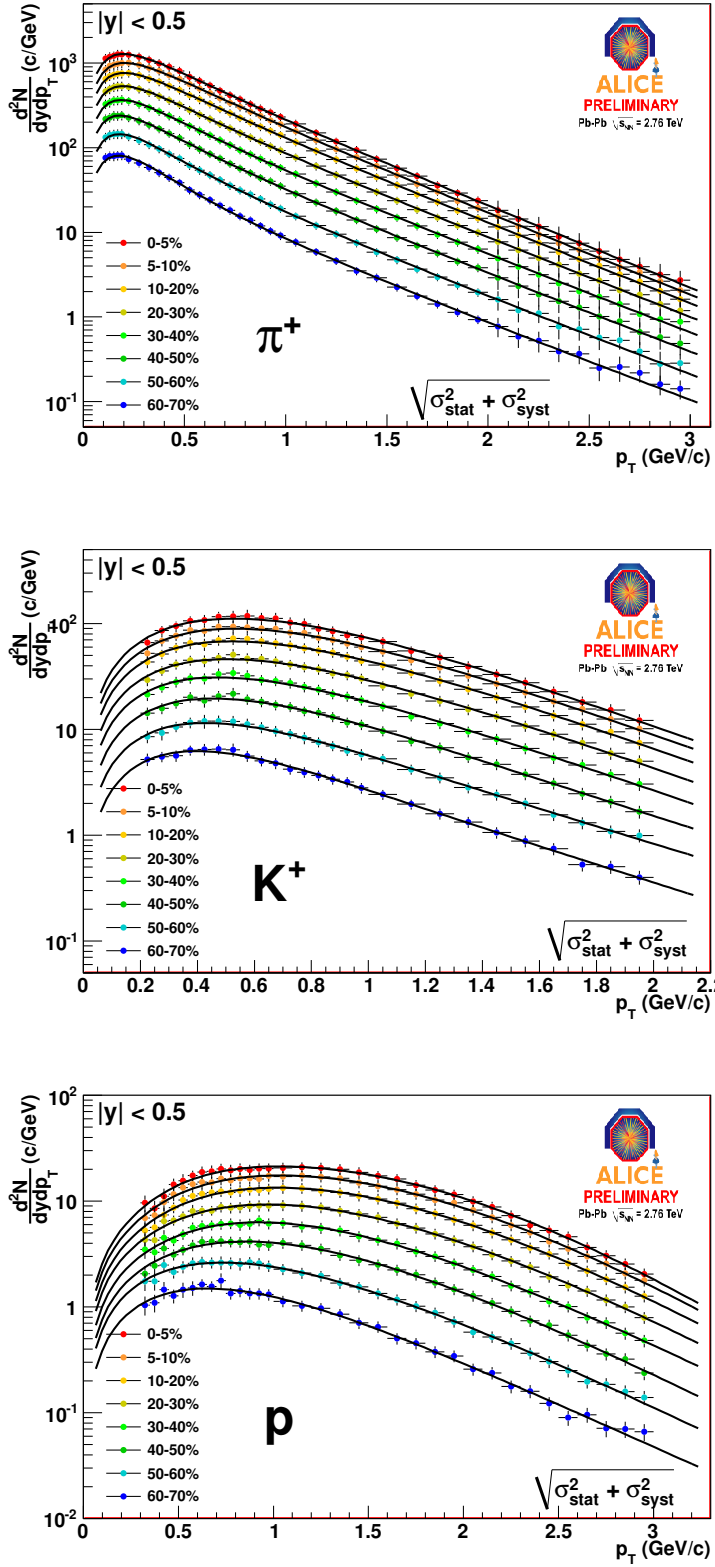 |y| < 0.5
d²N
dydp_T (c/GeV)
10³
10²
10
1
10⁻¹
ALICE
PRELIMINARY
Pb-Pb √s_NN = 2.76 TeV
0-5%
5-10%
10-20%
20-30%
30-40%
40-50%
50-60%
60-70%
π⁺
√σ²_stat + σ²_syst
0 0.5 1 1.5 2 2.5 3
p_T (GeV/c)
|y| < 0.5
d²N
dydp_T (c/GeV)
10²
10
1
10⁻¹
ALICE
PRELIMINARY
Pb-Pb √s_NN = 2.76 TeV
0-5%
5-10%
10-20%
20-30%
30-40%
40-50%
50-60%
60-70%
K⁺
√σ²_stat + σ²_syst
0 0.2 0.4 0.6 0.8 1 1.2 1.4 1.6 1.8 2
p_T (GeV/c)
|y| < 0.5
d²N
dydp_T (c/GeV)
10²
10
1
10⁻¹
10⁻²
ALICE
PRELIMINARY
Pb-Pb √s_NN = 2.76 TeV
0-5%
5-10%
10-20%
20-30%
30-40%
40-50%
50-60%
60-70%
p
√σ²_stat + σ²_syst
0 0.5 1 1.5 2 2.5 3
p_T (GeV/c)